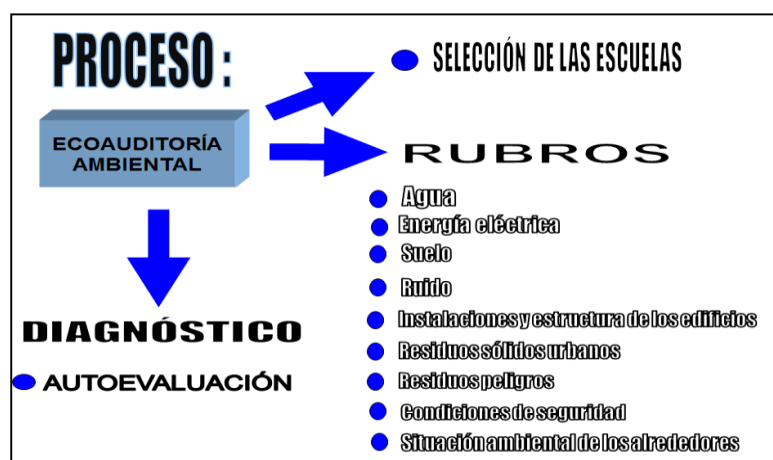 PROCESO :
SELECCIÓN DE LAS ESCUELAS
ECOAUDITORÍA
AMBIENTAL
RUBROS
Agua
Energía eléctrica
Suelo
Ruido
Instalaciones y estructura de los edificios
Residuos sólidos urbanos
Residuos peligros
Condiciones de seguridad
Situación ambiental de los alrededores
DIAGNÓSTICO
AUTOEVALUACIÓN